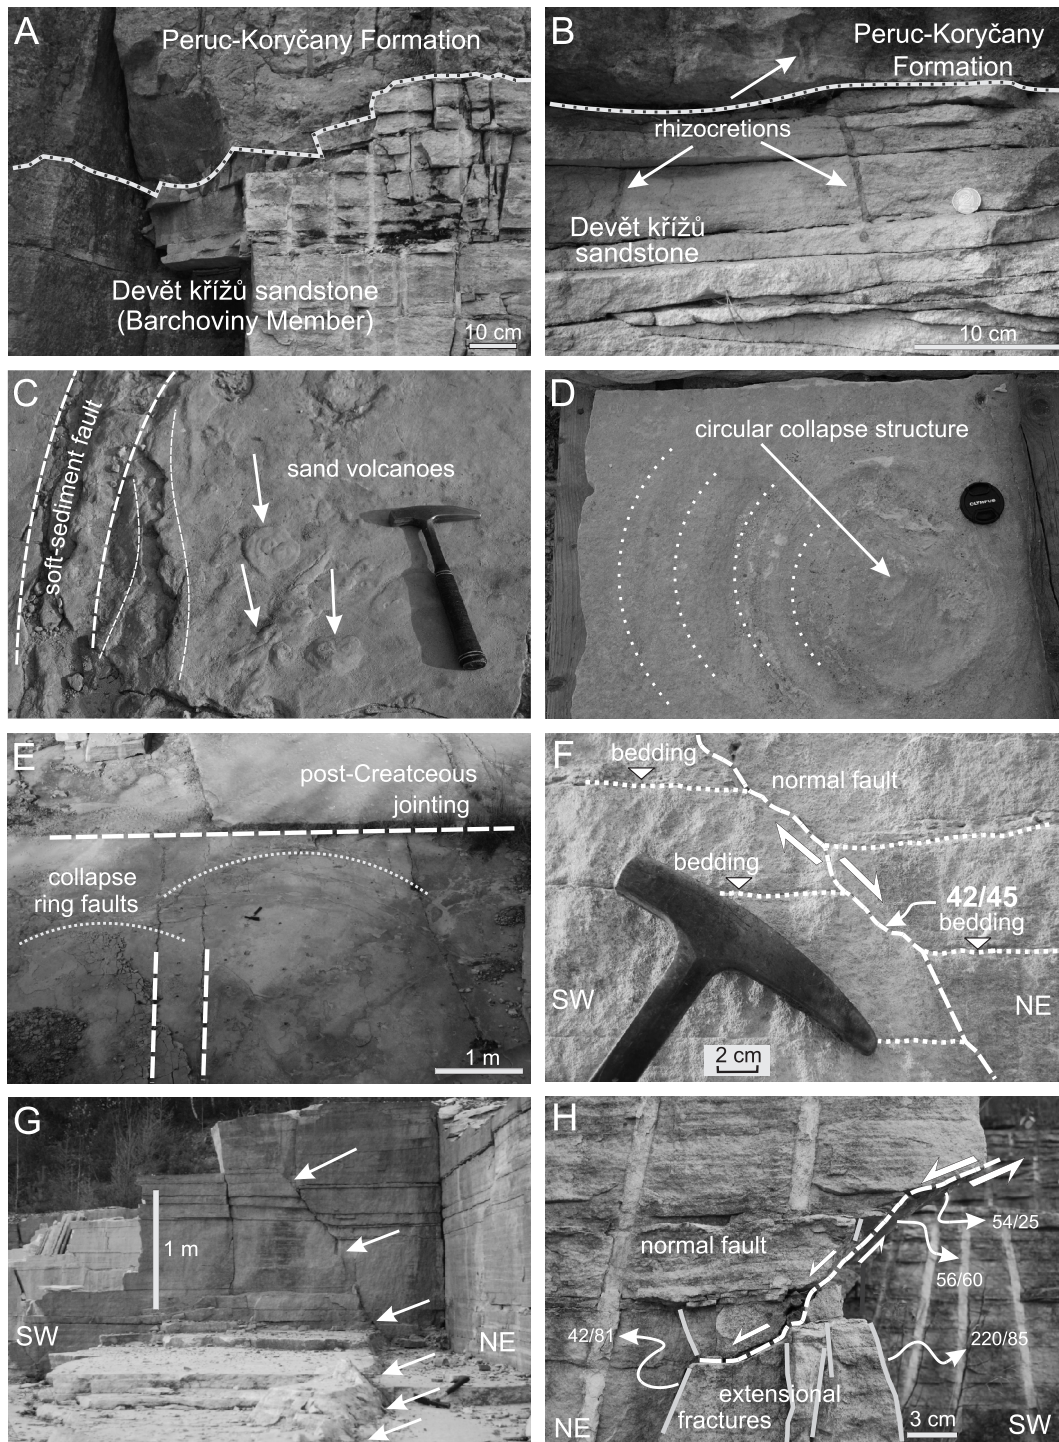 A
Peruc-Koryčany Formation
Devět křížů sandstone
(Barchoviny Member)
10 cm
B
Peruc-Koryčany
Formation
rhizocretions
Devět křížů
sandstone
10 cm
C
soft-sediment fault
sand volcanoes
D
circular collapse structure
OLYMPUS
E
post-Creatceous
jointing
collapse
ring faults
1 m
F
bedding
normal fault
bedding
42/45
bedding
SW
NE
2 cm
G
1 m
SW
NE
H
normal fault
54/25
56/60
42/81
220/85
extensional
fractures
NE
3 cm
SW